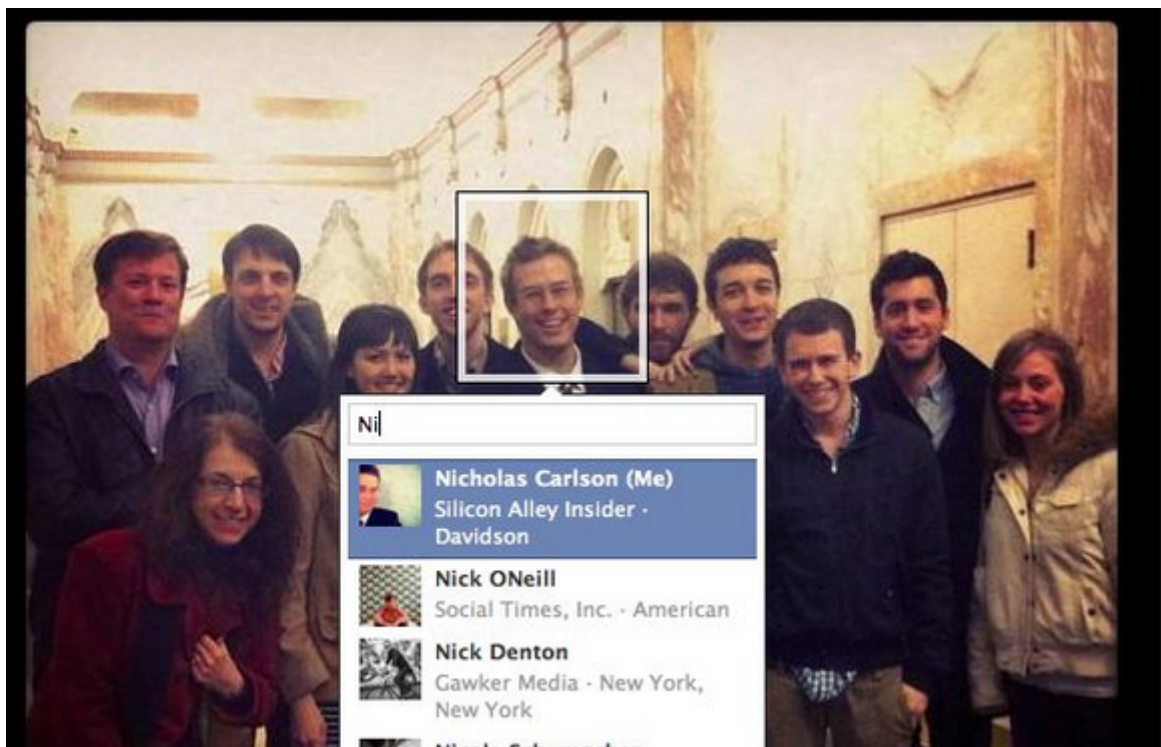 Ni
Nicholas Carlson (Me)
Silicon Alley Insider ·
Davidson
Nick ONeill
Social Times, Inc. · American
Nick Denton
Gawker Media · New York,
New York